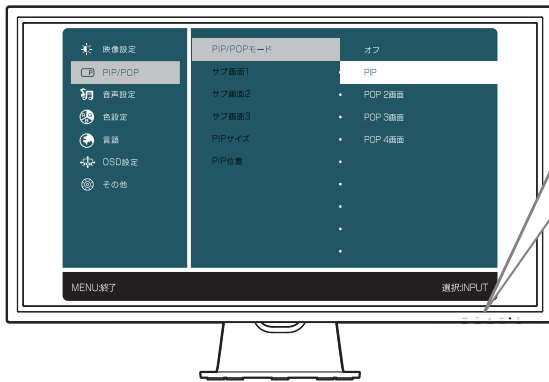 映像設定
PIP/POP
音声設定
色設定
言語
OSD設定
その他
PIP/POPモード
サブ画面1
サブ画面2
サブ画面3
PIPサイズ
PIP位置
オフ
PIP
POP 2画面
POP 3画面
POP 4画面
MENU:終了
選択:INPUT